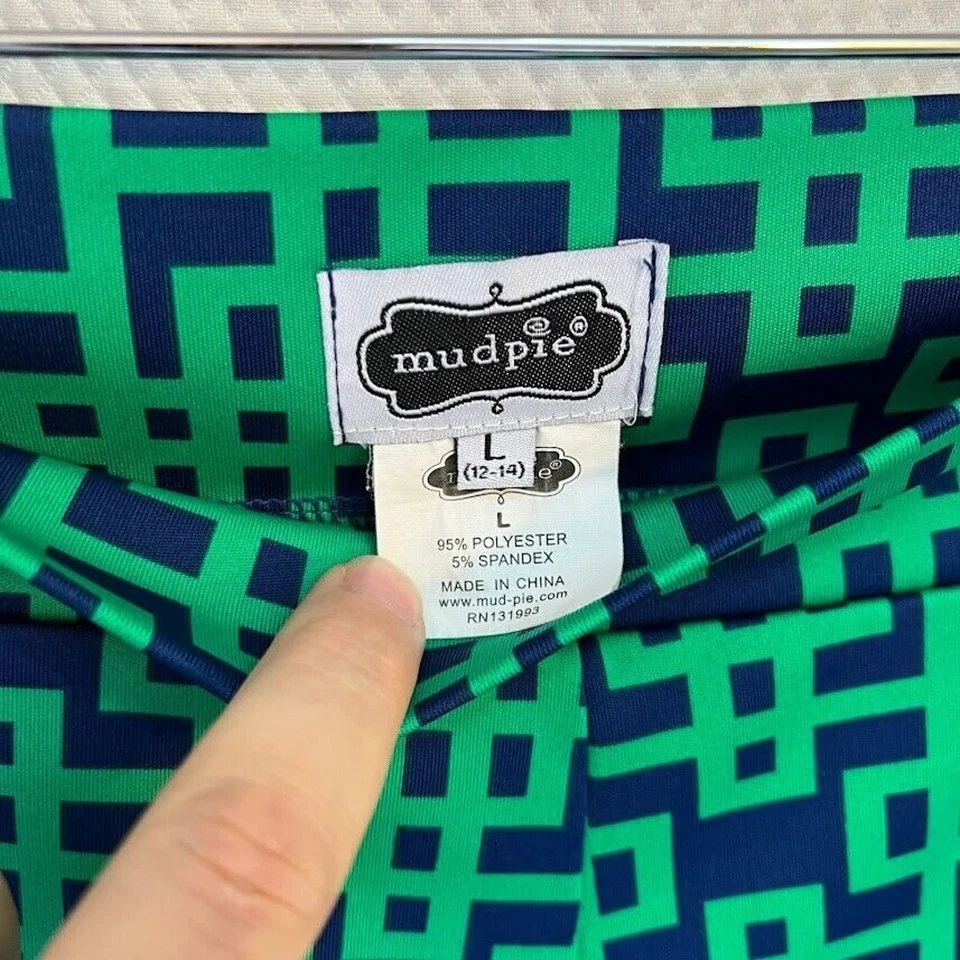 mudpie®
L
(12-14)
L
95% POLYESTER
5% SPANDEX
MADE IN CHINA
www.mud-pie.com
RN131993